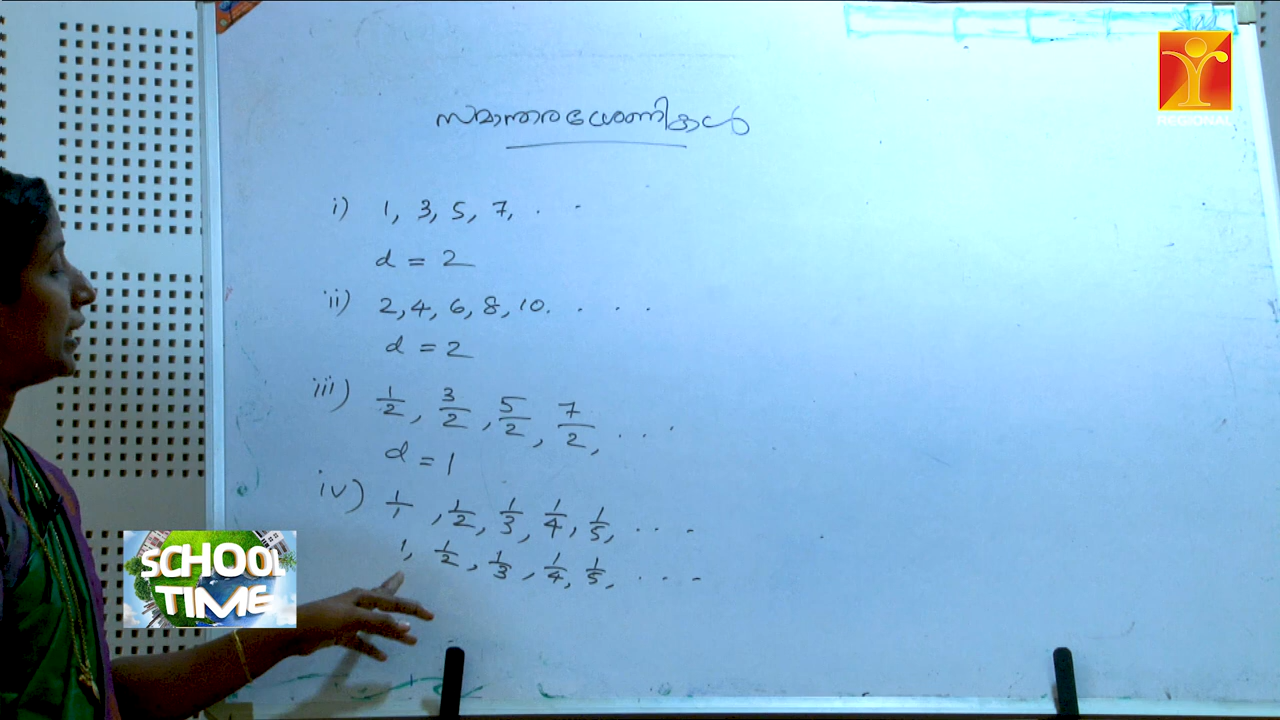 REGIONAL
സമാന്തരശ്രേണികൾ
i) 1, 3, 5, 7, . .
d = 2
ii) 2, 4, 6, 8, 10. . . . .
d = 2
iii) 1/2, 3/2, 5/2, 7/2, . . .
d = 1
iv) 1/1, 1/2, 1/3, 1/4, 1/5, . . .
1, 1/2, 1/3, 1/4, 1/5, . . .
SCHOOL
TIME